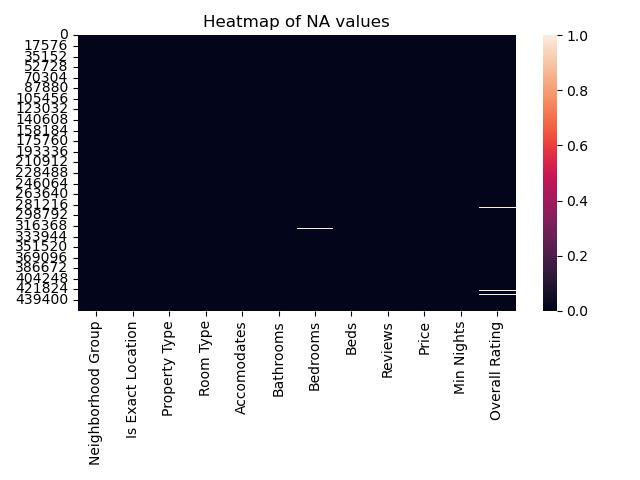 Heatmap of NA values
0
17576
35152
52728
70304
87880
105456
123032
140608
158184
175760
193336
210912
228488
246064
263640
281216
298792
316368
333944
351520
369096
386672
404248
421824
439400
1.0
0.8
0.6
0.4
0.2
0.0
Neighborhood Group
Is Exact Location
Property Type
Room Type
Accomodates
Bathrooms
Bedrooms
Beds
Reviews
Price
Min Nights
Overall Rating